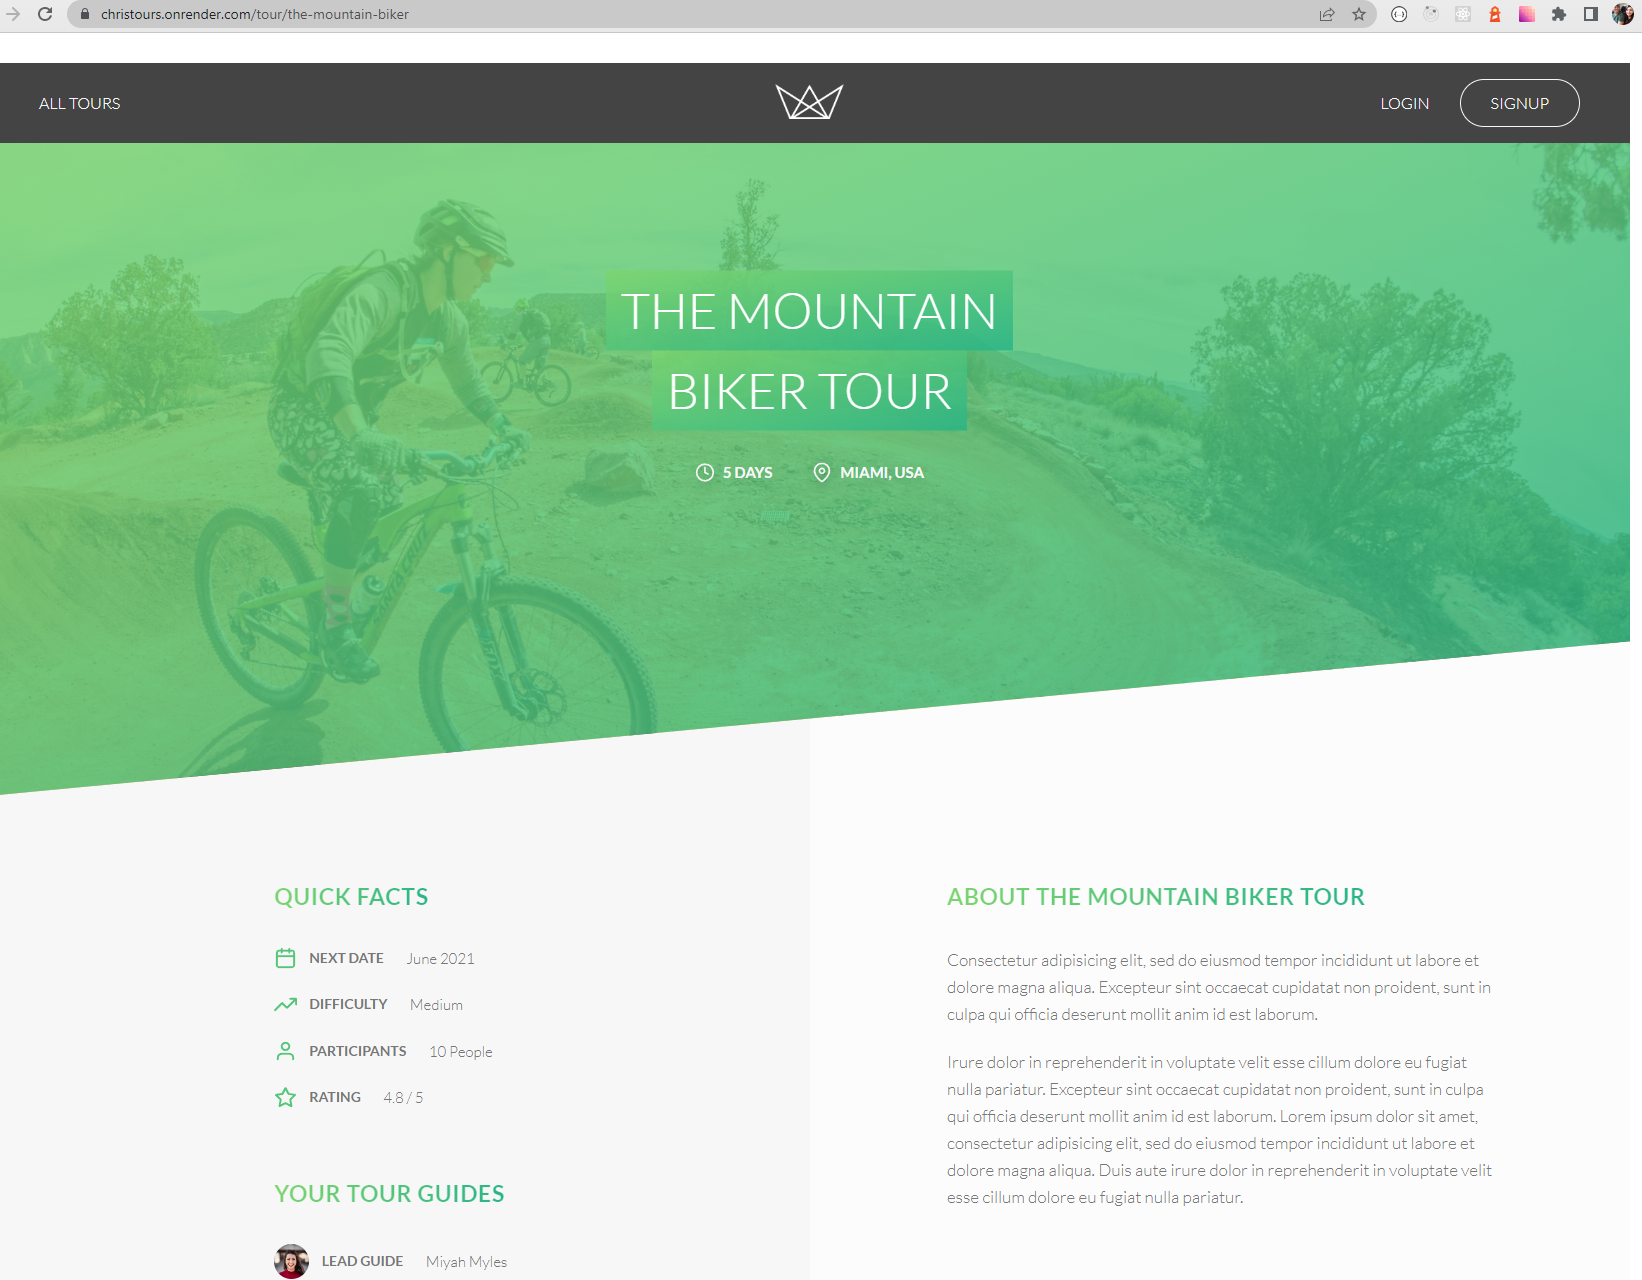 christours.onrender.com/tour/the-mountain-biker
ALL TOURS
LOGIN
SIGNUP
THE MOUNTAIN
BIKER TOUR
5 DAYS
MIAMI, USA
QUICK FACTS
NEXT DATE June 2021
DIFFICULTY Medium
PARTICIPANTS 10 People
RATING 4.8 / 5
YOUR TOUR GUIDES
LEAD GUIDE Miyah Myles
ABOUT THE MOUNTAIN BIKER TOUR
Consectetur adipisicing elit, sed do eiusmod tempor incididunt ut labore et
dolore magna aliqua. Excepteur sint occaecat cupidatat non proident, sunt in
culpa qui officia deserunt mollit anim id est laborum.
Irure dolor in reprehenderit in voluptate velit esse cillum dolore eu fugiat
nulla pariatur. Excepteur sint occaecat cupidatat non proident, sunt in culpa
qui officia deserunt mollit anim id est laborum. Lorem ipsum dolor sit amet,
consectetur adipisicing elit, sed do eiusmod tempor incididunt ut labore et
dolore magna aliqua. Duis aute irure dolor in reprehenderit in voluptate velit
esse cillum dolore eu fugiat nulla pariatur.